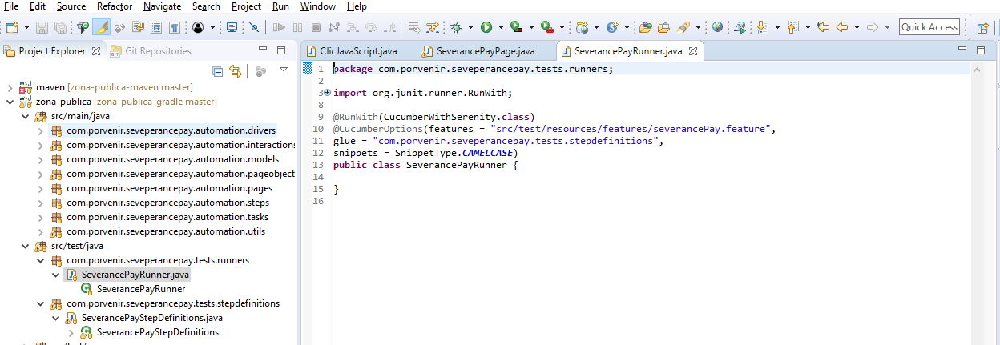 File Edit Source Refactor Navigate Search Project Run Window Help
Quick Access
Project Explorer Git Repositories
maven [zona-publica-maven master]
zona-publica [zona-publica-gradle master]
src/main/java
com.porvenir.seveperancepay.automation.drivers
com.porvenir.seveperancepay.automation.interactions
com.porvenir.seveperancepay.automation.models
com.porvenir.seveperancepay.automation.pageobject
com.porvenir.seveperancepay.automation.pages
com.porvenir.seveperancepay.automation.steps
com.porvenir.seveperancepay.automation.tasks
com.porvenir.seveperancepay.automation.utils
src/test/java
com.porvenir.seveperancepay.tests.runners
SeverancePayRunner.java
SeverancePayRunner
com.porvenir.seveperancepay.tests.stepdefinitions
SeverancePayStepDefinitions.java
SeverancePayStepDefinitions
ClicJavaScript.java SeverancePayPage.java SeverancePayRunner.java
1 package com.porvenir.seveperancepay.tests.runners;
2
3 import org.junit.runner.RunWith;
8
9 @RunWith(CucumberWithSerenity.class)
10 @CucumberOptions(features = "src/test/resources/features/severancePay.feature",
11 glue = "com.porvenir.seveperancepay.tests.stepdefinitions",
12 snippets = SnippetType.CAMELCASE)
13 public class SeverancePayRunner {
14
15 }
16